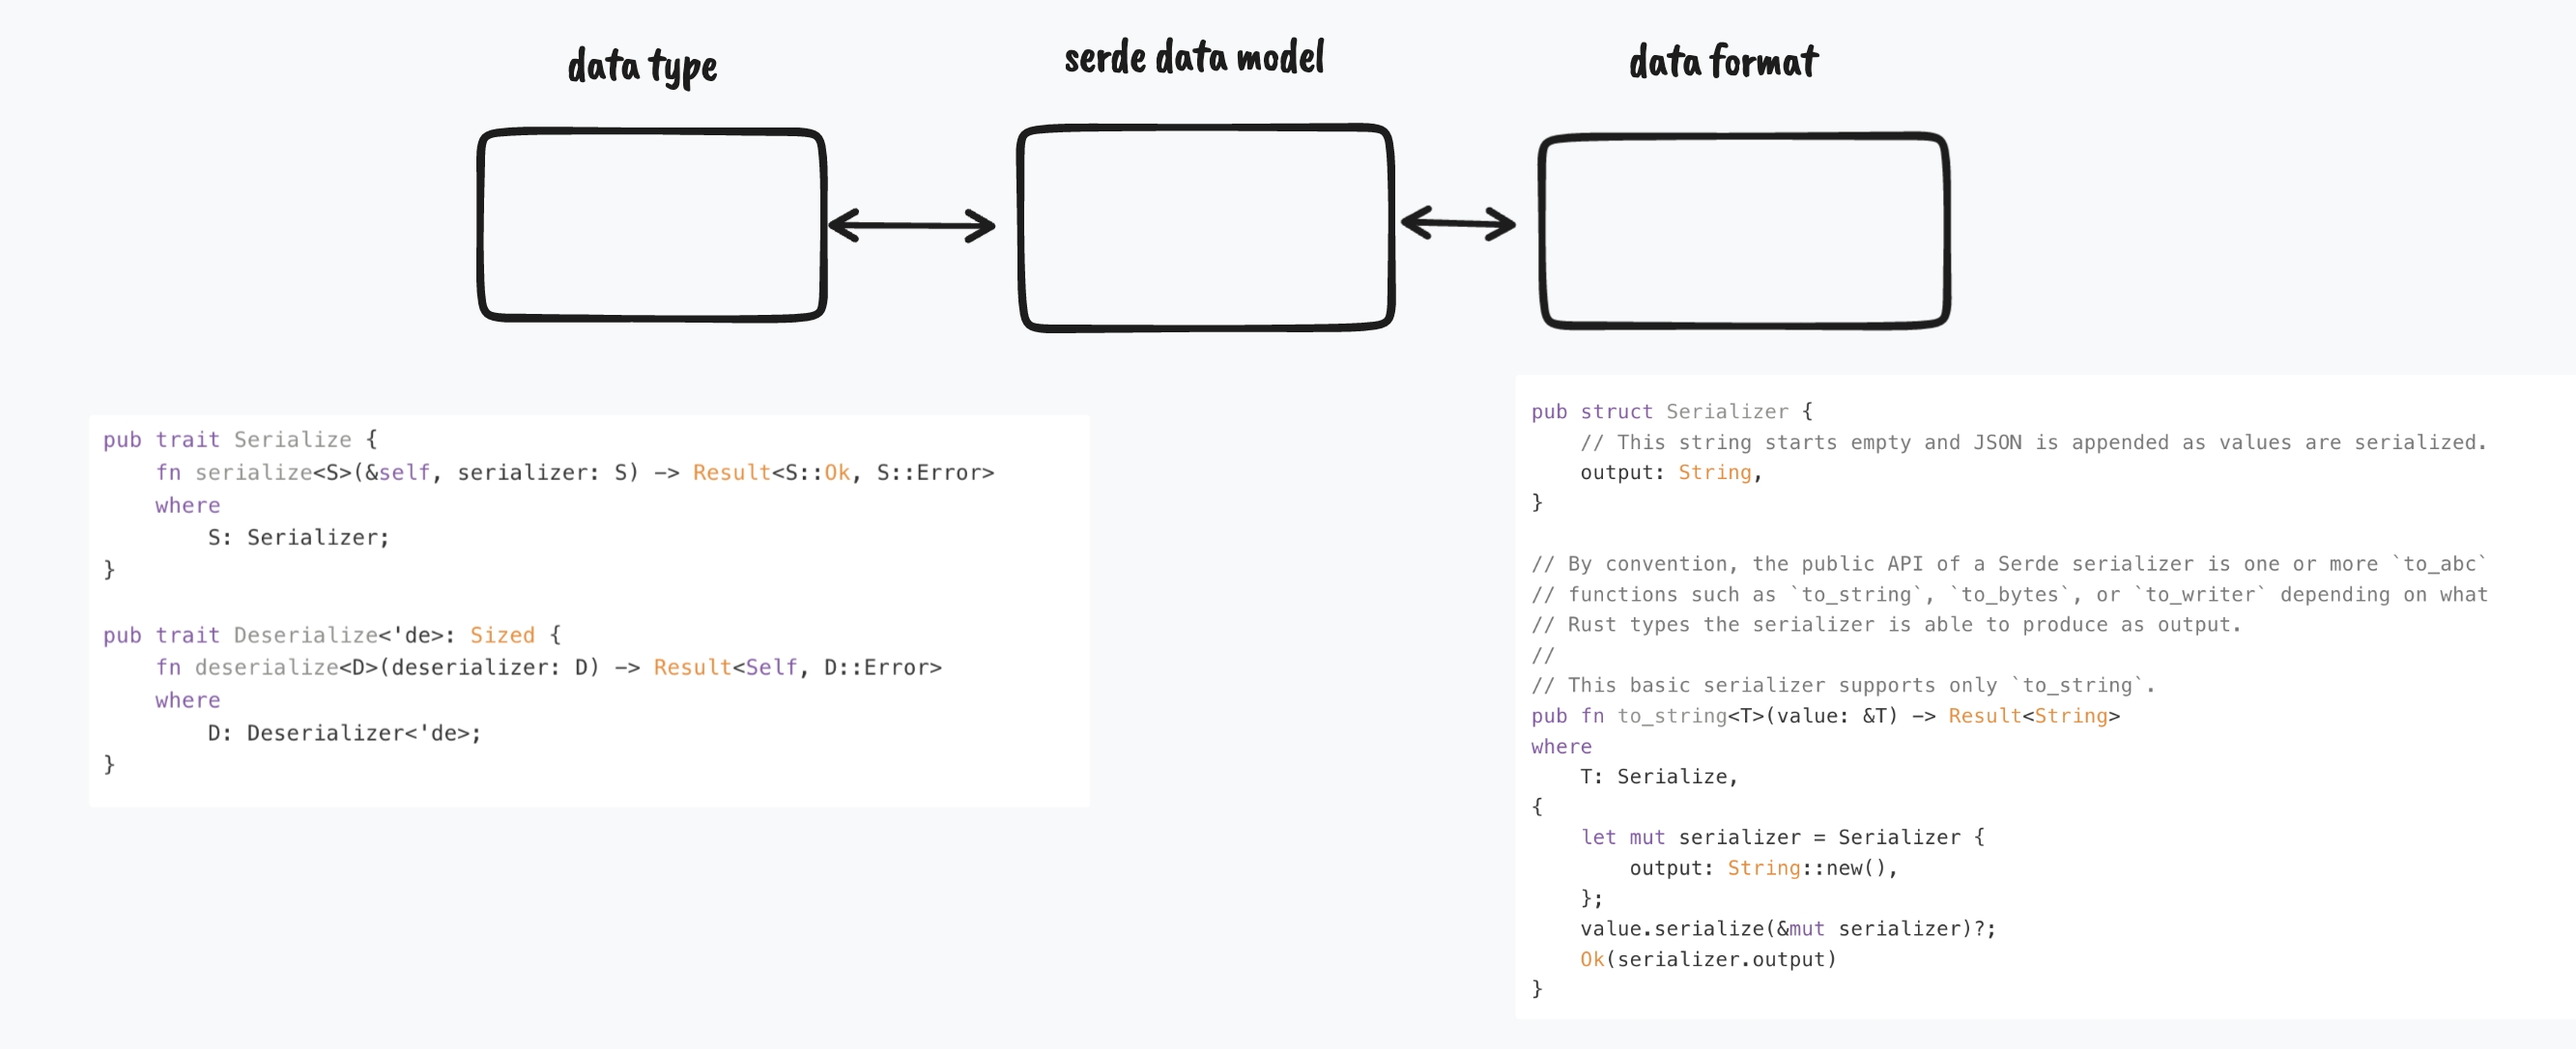 data type
serde data model
data format
pub trait Serialize {
    fn serialize<S>(&self, serializer: S) -> Result<S::Ok, S::Error>
    where
        S: Serializer;
}
pub trait Deserialize<'de>: Sized {
    fn deserialize<D>(deserializer: D) -> Result<Self, D::Error>
    where
        D: Deserializer<'de>;
}
pub struct Serializer {
    // This string starts empty and JSON is appended as values are serialized.
    output: String,
}
// By convention, the public API of a Serde serializer is one or more `to_abc`
// functions such as `to_string`, `to_bytes`, or `to_writer` depending on what
// Rust types the serializer is able to produce as output.
//
// This basic serializer supports only `to_string`.
pub fn to_string<T>(value: &T) -> Result<String>
where
    T: Serialize,
{
    let mut serializer = Serializer {
        output: String::new(),
    };
    value.serialize(&mut serializer)?;
    Ok(serializer.output)
}